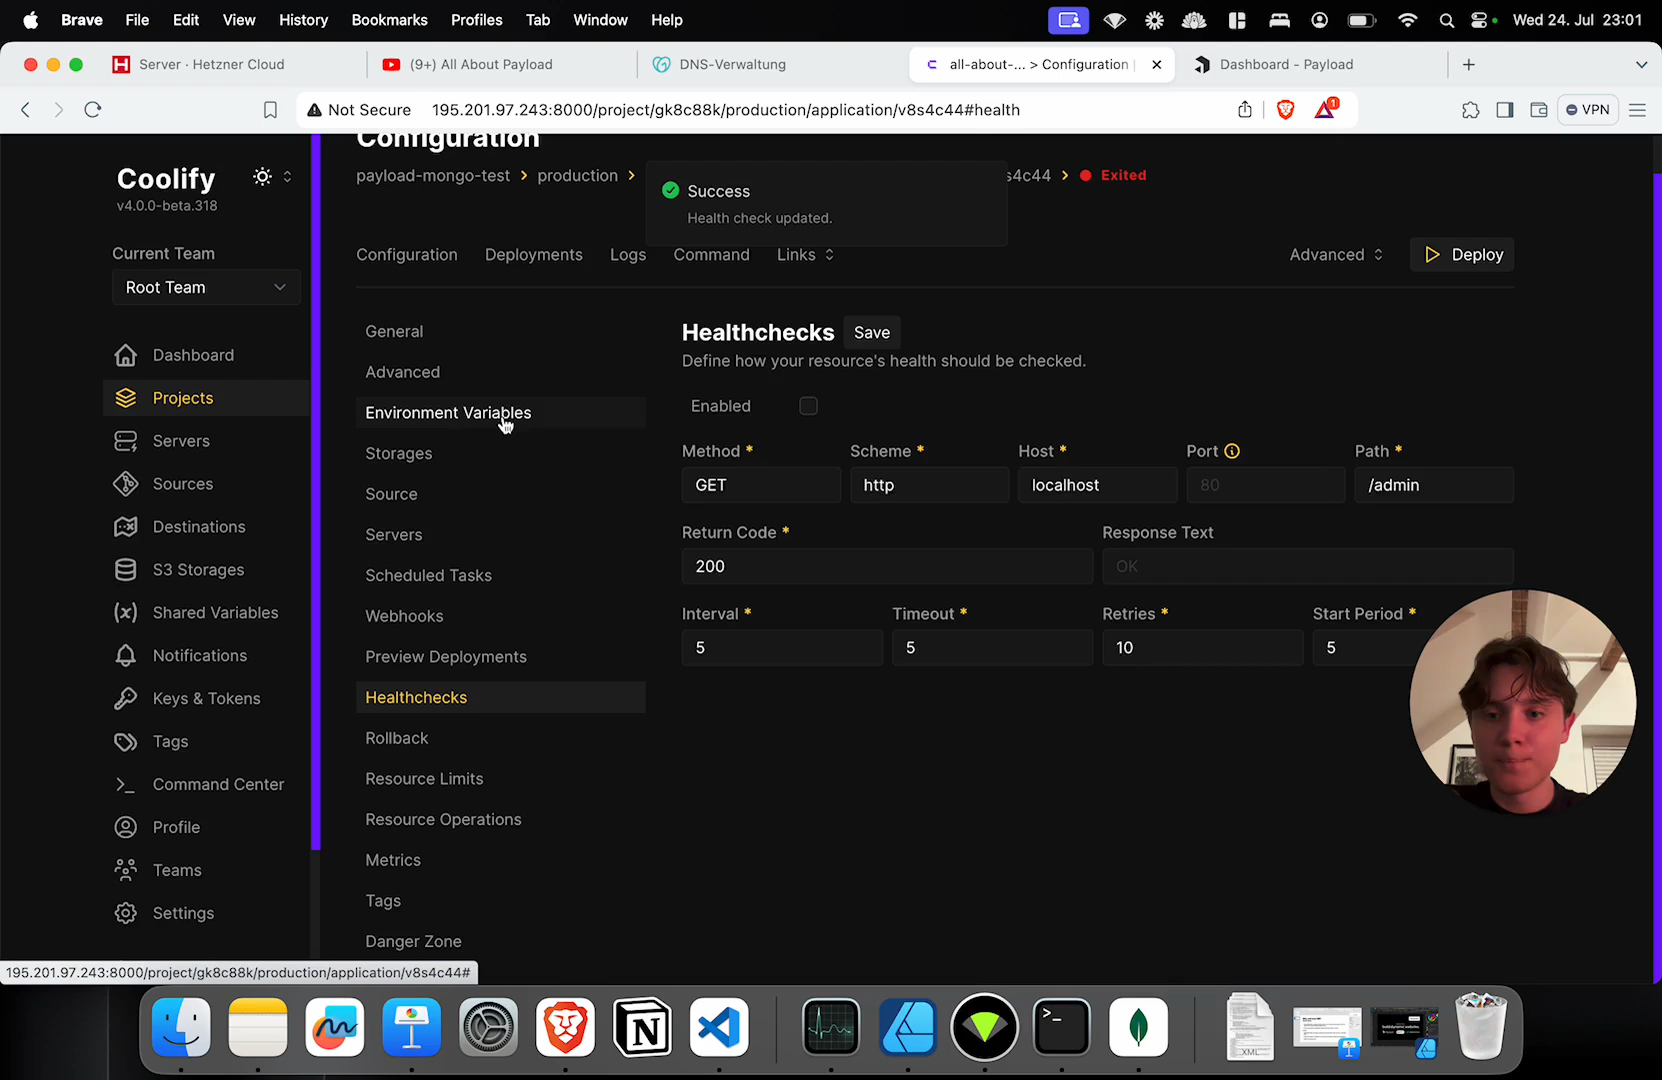 Brave File Edit View History Bookmarks Profiles Tab Window Help Wed 24. Jul 23:01
Server · Hetzner Cloud (9+) All About Payload DNS-Verwaltung all-about-... > Configuration Dashboard - Payload
Not Secure 195.201.97.243:8000/project/gk8c88k/production/application/v8s4c44#health 1 VPN
Configuration
payload-mongo-test production s4c44 Exited
Success
Health check updated.
Configuration Deployments Logs Command Links Advanced Deploy
Coolify
v4.0.0-beta.318
Current Team
Root Team
Dashboard
Projects
Servers
Sources
Destinations
S3 Storages
Shared Variables
Notifications
Keys & Tokens
Tags
Command Center
Profile
Teams
Settings
General
Advanced
Environment Variables
Storages
Source
Servers
Scheduled Tasks
Webhooks
Preview Deployments
Healthchecks
Rollback
Resource Limits
Resource Operations
Metrics
Tags
Danger Zone
Healthchecks Save
Define how your resource's health should be checked.
Enabled
Method * Scheme * Host * Port Path *
GET http localhost 80 /admin
Return Code * Response Text
200 OK
Interval * Timeout * Retries * Start Period *
5 5 10 5
195.201.97.243:8000/project/gk8c88k/production/application/v8s4c44#
XML